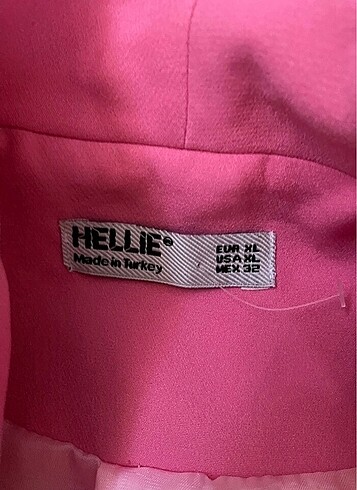 HELLIE®
Made in Turkey
EUR XL
USA XL
MEX 32